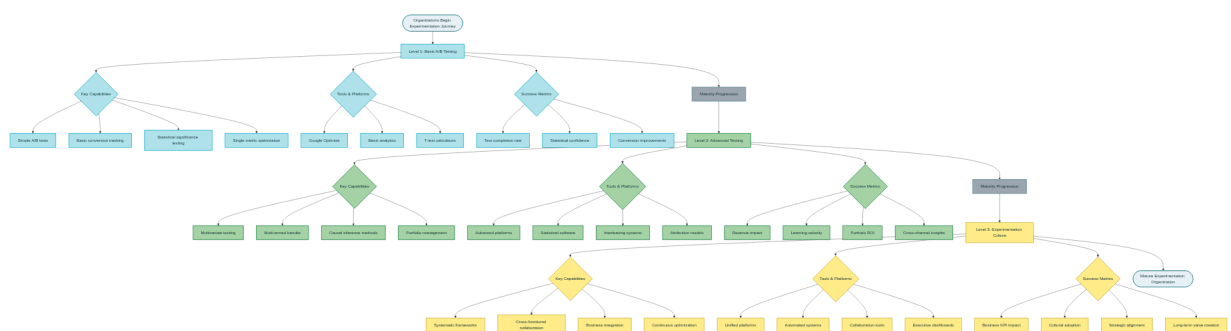 Organizations Begin
Experimentation Journey
Level 1: Basic A/B Testing
Key Capabilities
Tools & Platforms
Success Metrics
Maturity Progression
Simple A/B tests
Basic conversion tracking
Statistical significance
testing
Single metric optimization
Google Optimize
Basic analytics
T-test calculators
Test completion rate
Statistical confidence
Conversion improvements
Level 2: Advanced Testing
Key Capabilities
Tools & Platforms
Success Metrics
Maturity Progression
Multivariate testing
Multi-armed bandits
Causal inference methods
Portfolio management
Advanced platforms
Statistical software
Interleaving systems
Attribution models
Revenue impact
Learning velocity
Portfolio ROI
Cross-channel insights
Level 3: Experimentation
Culture
Key Capabilities
Tools & Platforms
Success Metrics
Mature Experimentation
Organization
Systematic frameworks
Cross-functional
collaboration
Business integration
Continuous optimization
Unified platforms
Automated systems
Collaboration tools
Executive dashboards
Business KPI impact
Cultural adoption
Strategic alignment
Long-term value creation